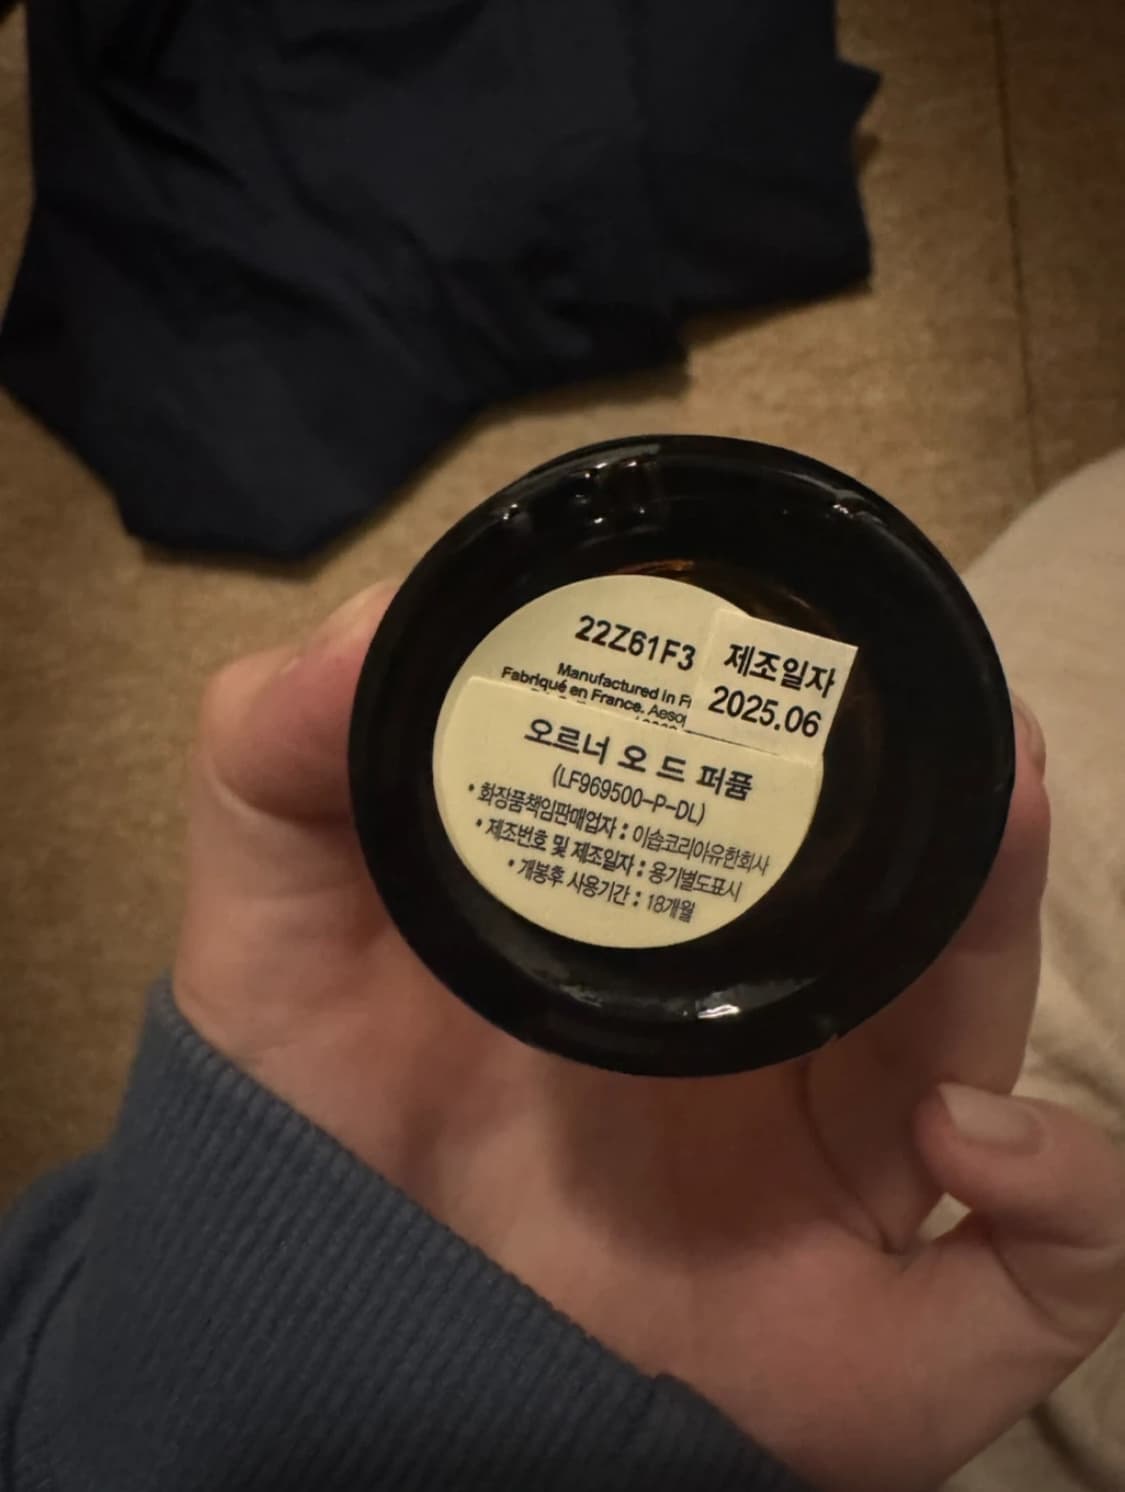 22Z61F3
제조일자
2025.06
Manufactured in
Fabriqué en France. Aesop
오르너 오 드 퍼퓸
(LF969500-P-DL)
• 화장품책임판매업자 : 이솝코리아유한회사
• 제조번호 및 제조일자 : 용기별도표시
• 개봉후 사용기간 : 18개월